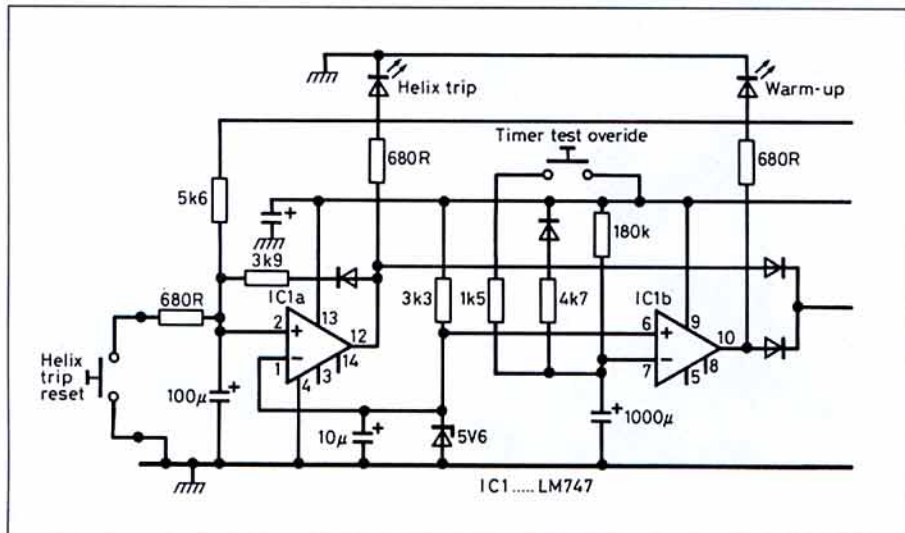 Helix trip
Warm-up
Timer test overide
680R
680R
5k6
180k
3k9
680R
IC1a
3k3
1k5
4k7
IC1b
13
2
+
12
1
−
14
3
4
6
+
9
10
7
−
8
5
Helix
trip
reset
100μ
+
10μ
+
5V6
+
1000μ
+
IC1.....LM747